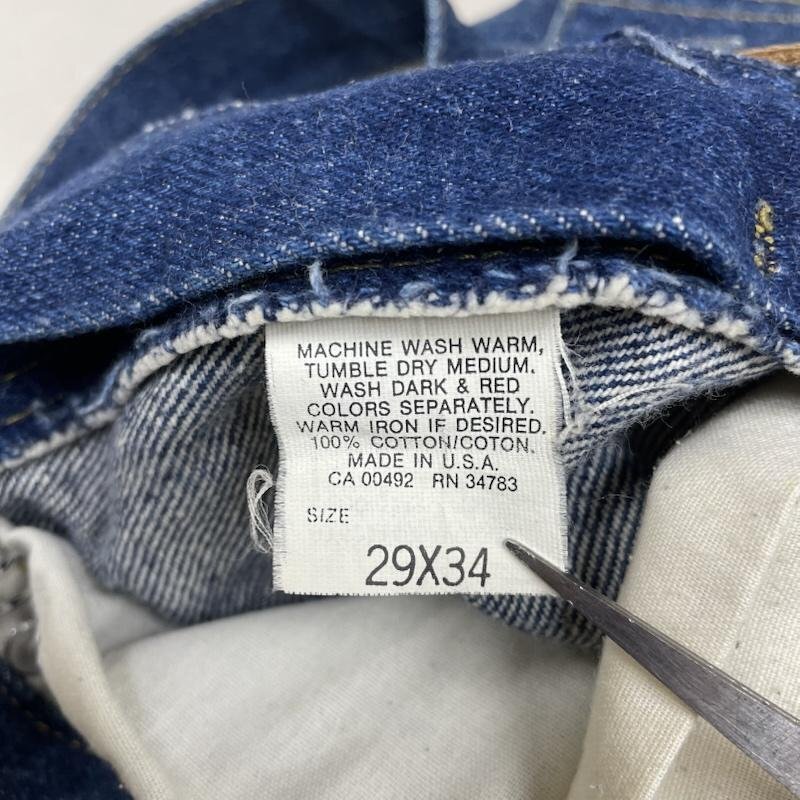 MACHINE WASH WARM,
TUMBLE DRY MEDIUM.
WASH DARK & RED
COLORS SEPARATELY.
WARM IRON IF DESIRED.
100% COTTON/COTON.
MADE IN U.S.A.
CA 00492 RN 34783
SIZE
29X34